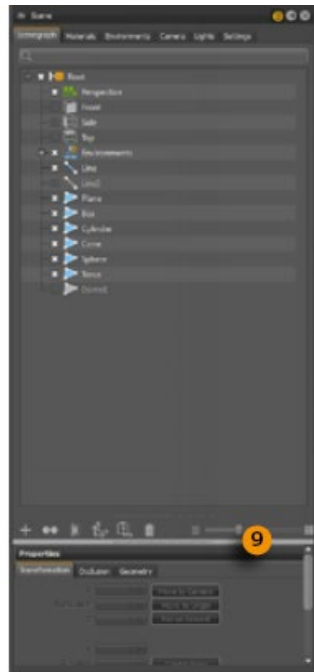 Scene
Scenegraph Materials Environments Camera Lights Settings
Root
Perspective
Front
Side
Top
Environments
Line
Line2
Plane
Box
Cylinder
Cone
Sphere
Torus
9
Properties
Transformation Occlusion Geometry
Move to Camera
Move to Origin